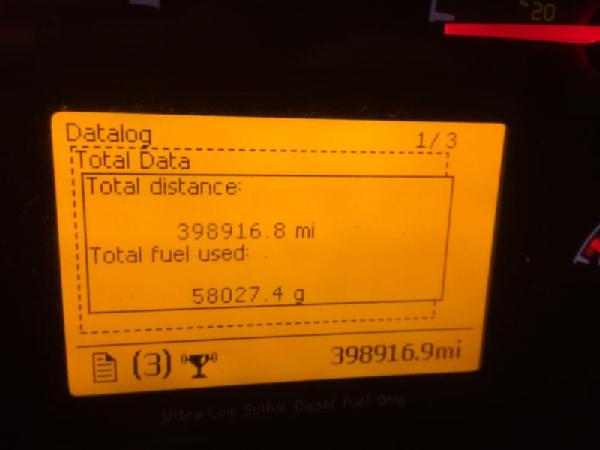 20
Datalog 1/3
Total Data
Total distance:
398916.8 mi
Total fuel used:
58027.4 g
(3) 398916.9mi
Ultra Low Sulfur Diesel Fuel Only